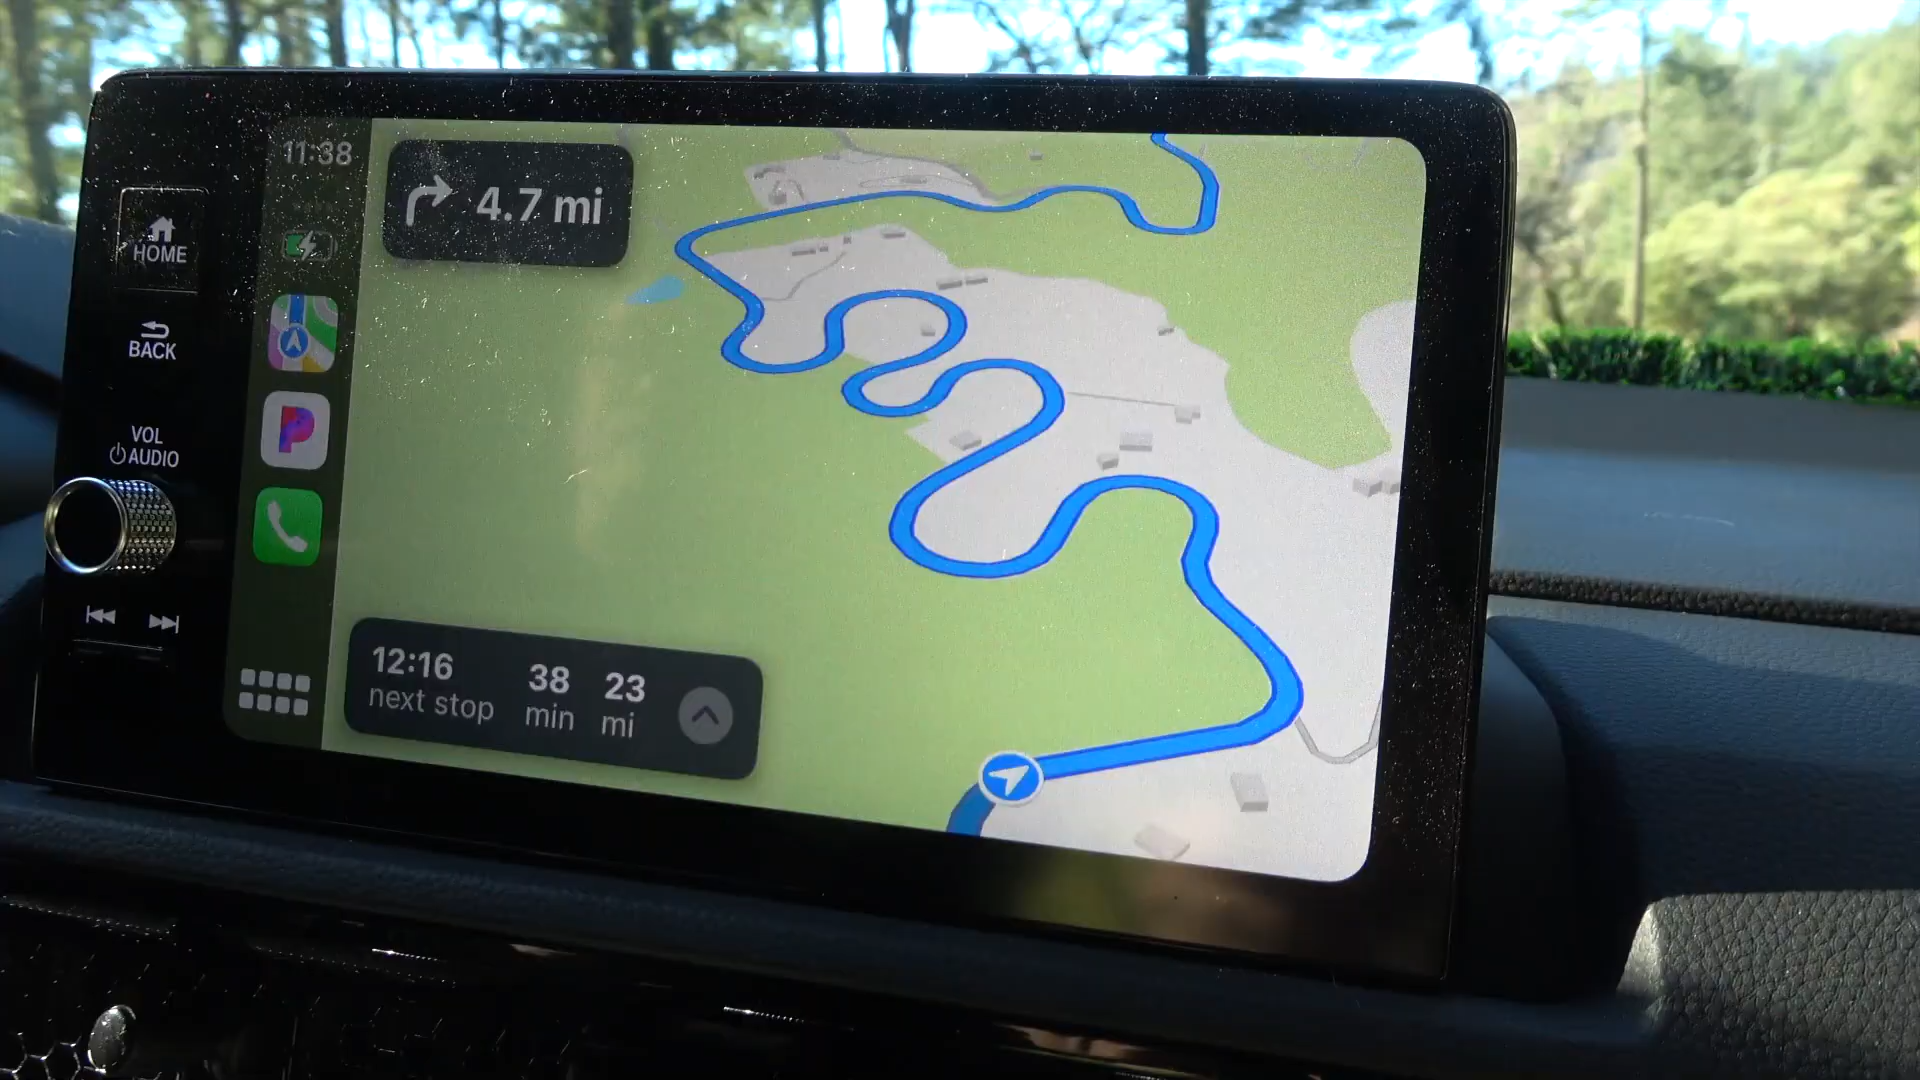 HOME
BACK
VOL
AUDIO
11:38
4.7 mi
12:16 38 23
next stop min mi